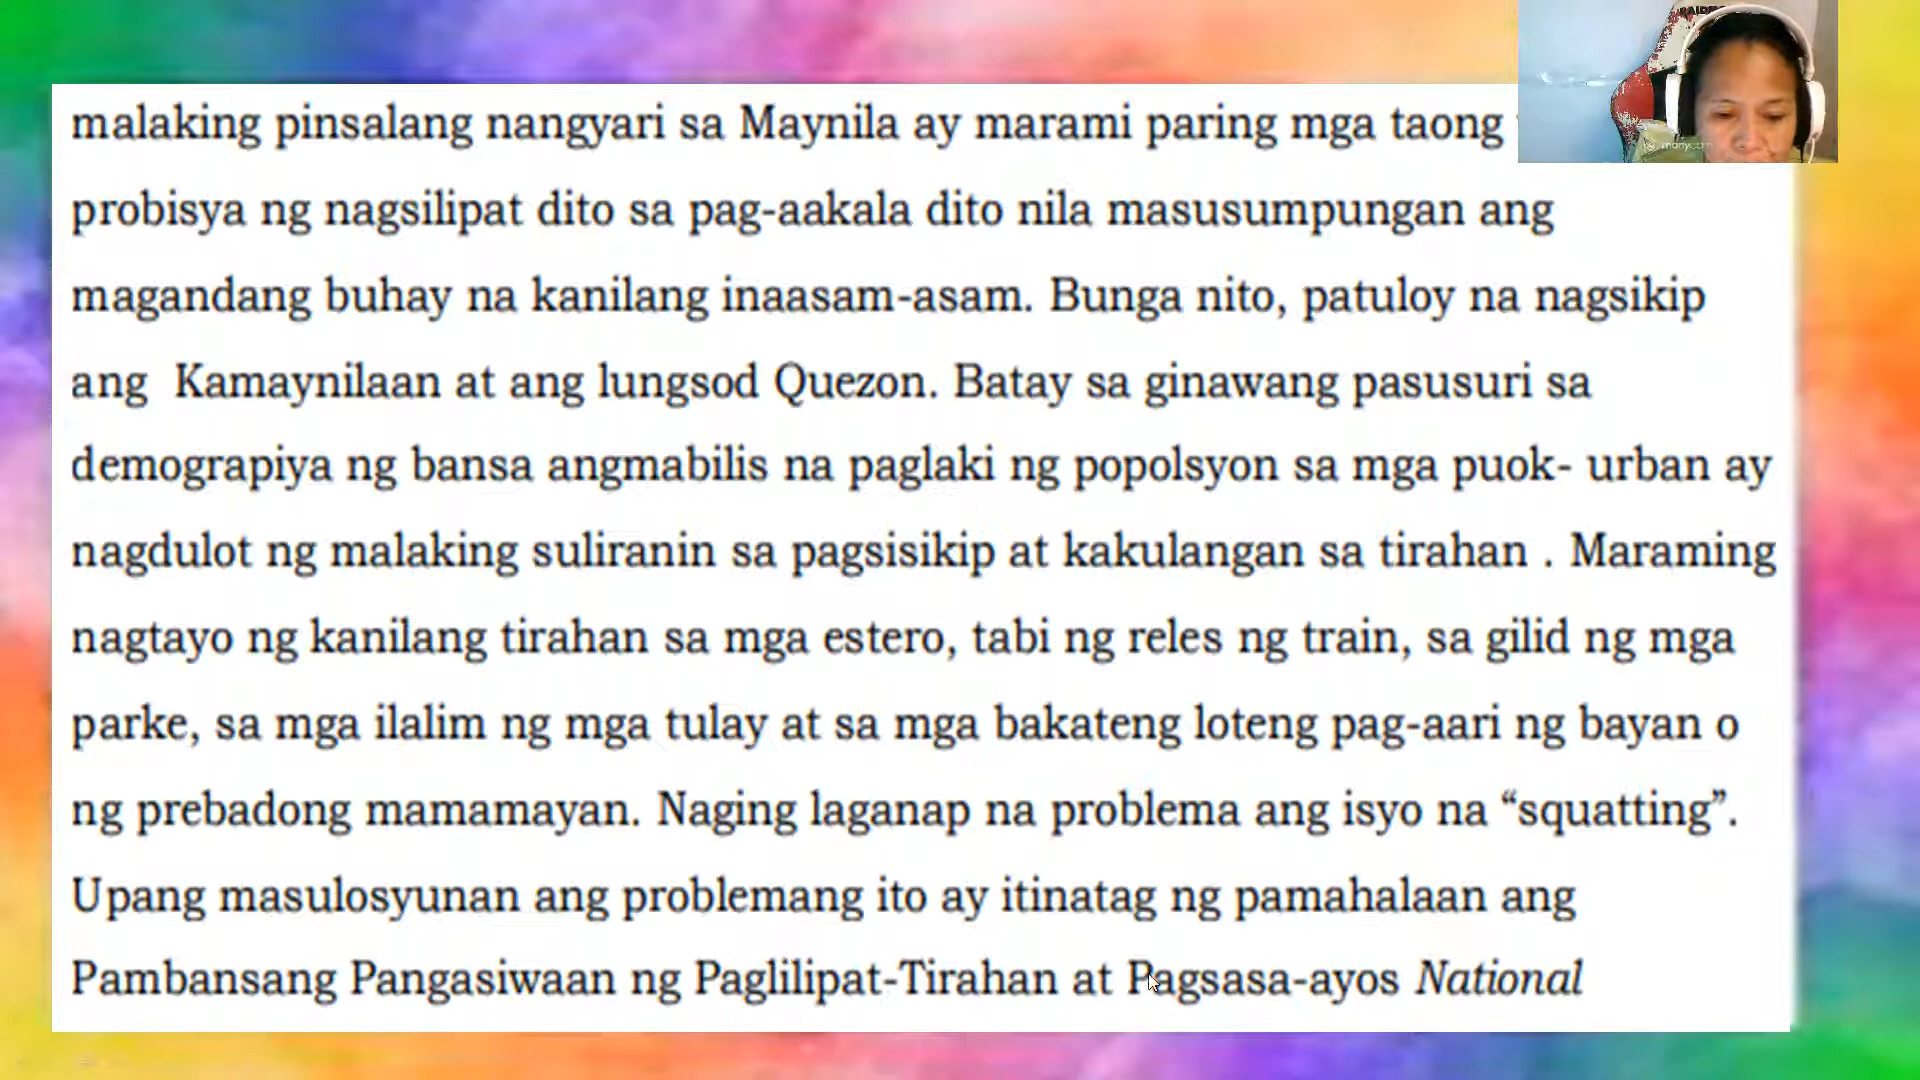 malaking pinsalang nangyari sa Maynila ay marami paring mga taong
probisya ng nagsilipat dito sa pag-aakala dito nila masusumpungan ang
magandang buhay na kanilang inaasam-asam. Bunga nito, patuloy na nagsikip
ang Kamaynilaan at ang lungsod Quezon. Batay sa ginawang pasusuri sa
demograpiya ng bansa angmabilis na paglaki ng popolsyon sa mga puok- urban ay
nagdulot ng malaking suliranin sa pagsisikip at kakulangan sa tirahan . Maraming
nagtayo ng kanilang tirahan sa mga estero, tabi ng reles ng train, sa gilid ng mga
parke, sa mga ilalim ng mga tulay at sa mga bakateng loteng pag-aari ng bayan o
ng prebadong mamamayan. Naging laganap na problema ang isyo na “squatting”.
Upang masulosyunan ang problemang ito ay itinatag ng pamahalaan ang
Pambansang Pangasiwaan ng Paglilipat-Tirahan at Pagsasa-ayos National
manycam